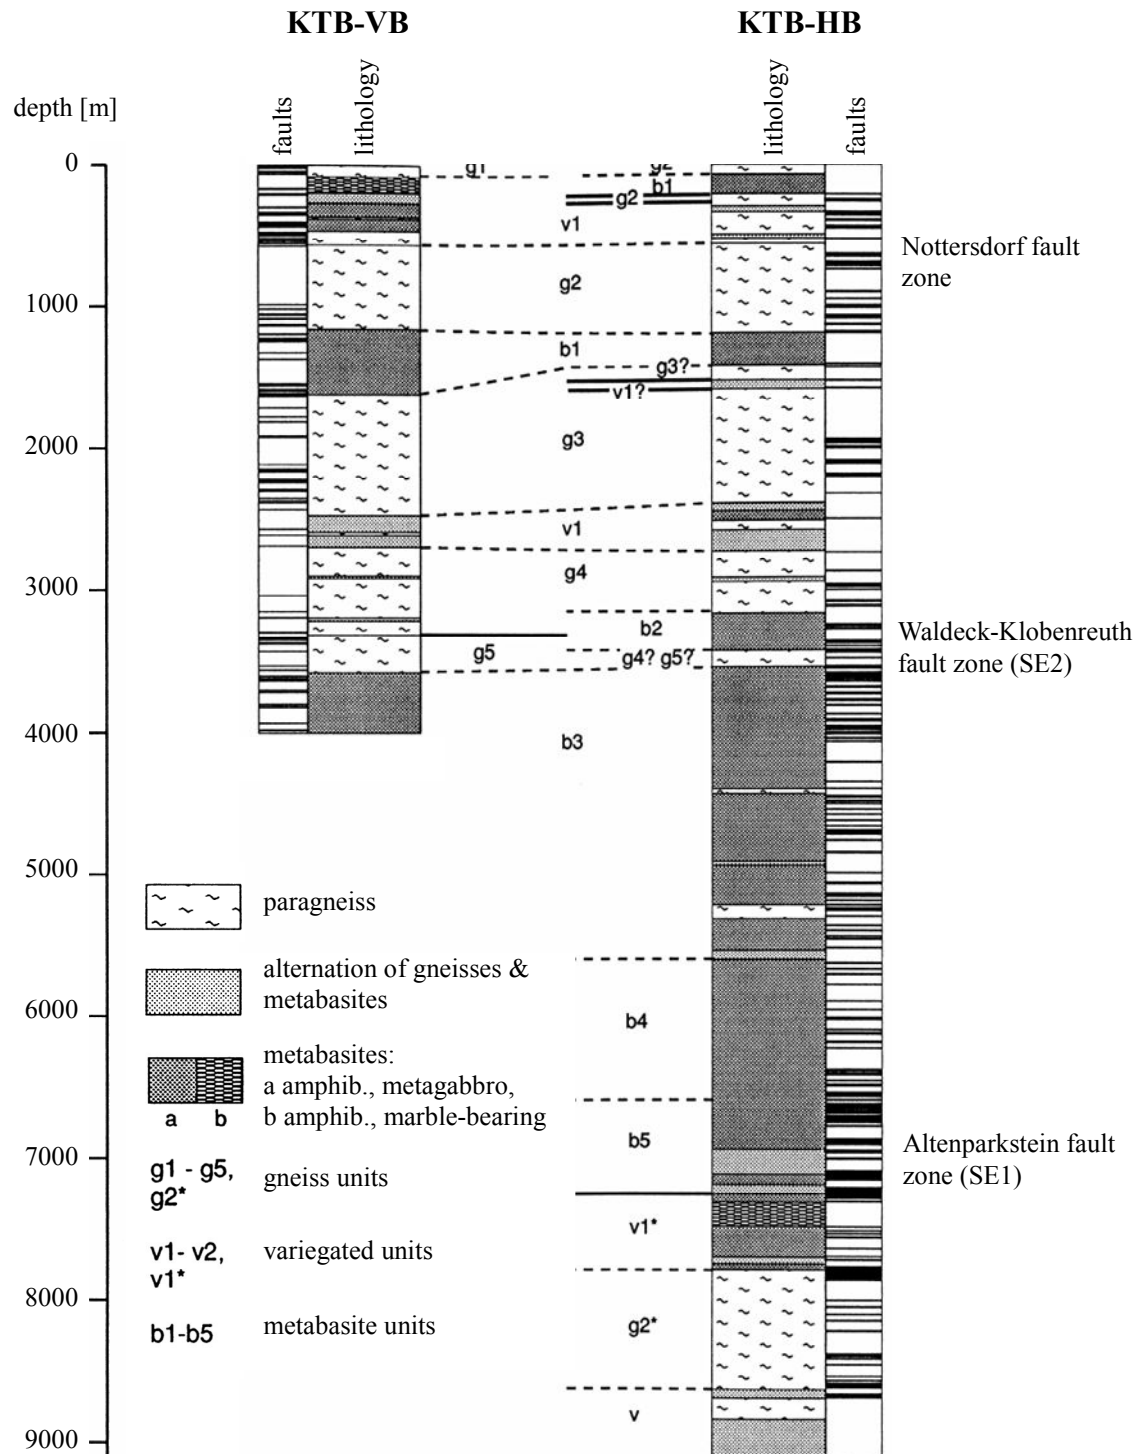 KTB-VB
KTB-HB
depth [m]
faults
lithology
lithology
faults
0
1000
2000
3000
4000
5000
6000
7000
8000
9000
g1
g2
b1
g2
v1
g2
b1
g3?
v1?
g3
v1
g4
b2
g5
g4? g5?
b3
b4
b5
v1*
g2*
v
Nottersdorf fault
zone
Waldeck-Klobenreuth
fault zone (SE2)
Altenparkstein fault
zone (SE1)
paragneiss
alternation of gneisses &
metabasites
metabasites:
a amphib., metagabbro,
b amphib., marble-bearing
a b
g1 - g5,
g2*
gneiss units
v1- v2,
v1*
variegated units
b1-b5
metabasite units